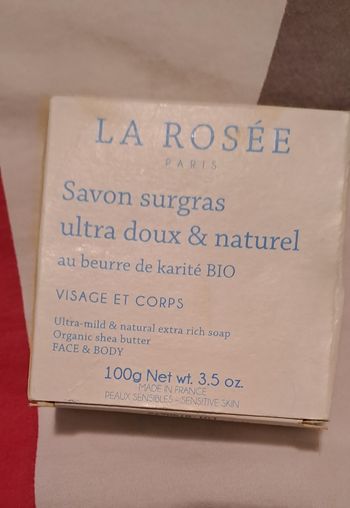 LA ROSÉE
PARIS
Savon surgras
ultra doux & naturel
au beurre de karité BIO
VISAGE ET CORPS
Ultra-mild & natural extra rich soap
Organic shea butter
FACE & BODY
100g Net wt. 3.5 oz.
MADE IN FRANCE
PEAUX SENSIBLES - SENSITIVE SKIN